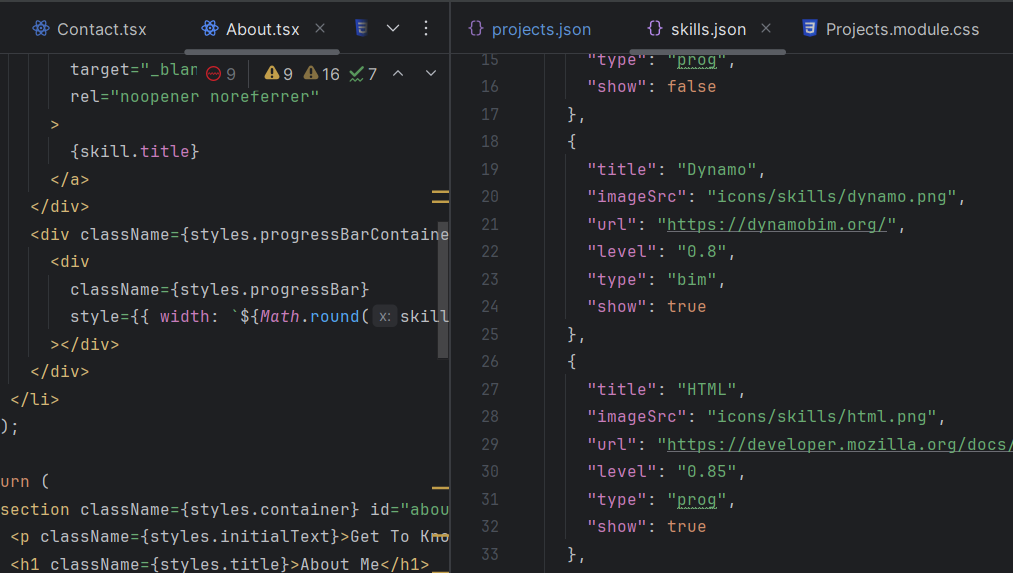 Contact.tsx
About.tsx
target="_blan
9
9
16
7
rel="noopener noreferrer"
>
{skill.title}
</a>
</div>
<div className={styles.progressBarContaine
<div
className={styles.progressBar}
style={{ width: `${Math.round( x: skill
></div>
</div>
</li>
);
urn (
section className={styles.container} id="abou
<p className={styles.initialText}>Get To Kno
<h1 className={styles.title}>About Me</h1>
{} projects.json
{} skills.json
Projects.module.css
15 "type": "prog",
16 "show": false
17 },
18 {
19 "title": "Dynamo",
20 "imageSrc": "icons/skills/dynamo.png",
21 "url": "https://dynamobim.org/",
22 "level": "0.8",
23 "type": "bim",
24 "show": true
25 },
26 {
27 "title": "HTML",
28 "imageSrc": "icons/skills/html.png",
29 "url": "https://developer.mozilla.org/docs/
30 "level": "0.85",
31 "type": "prog",
32 "show": true
33 },